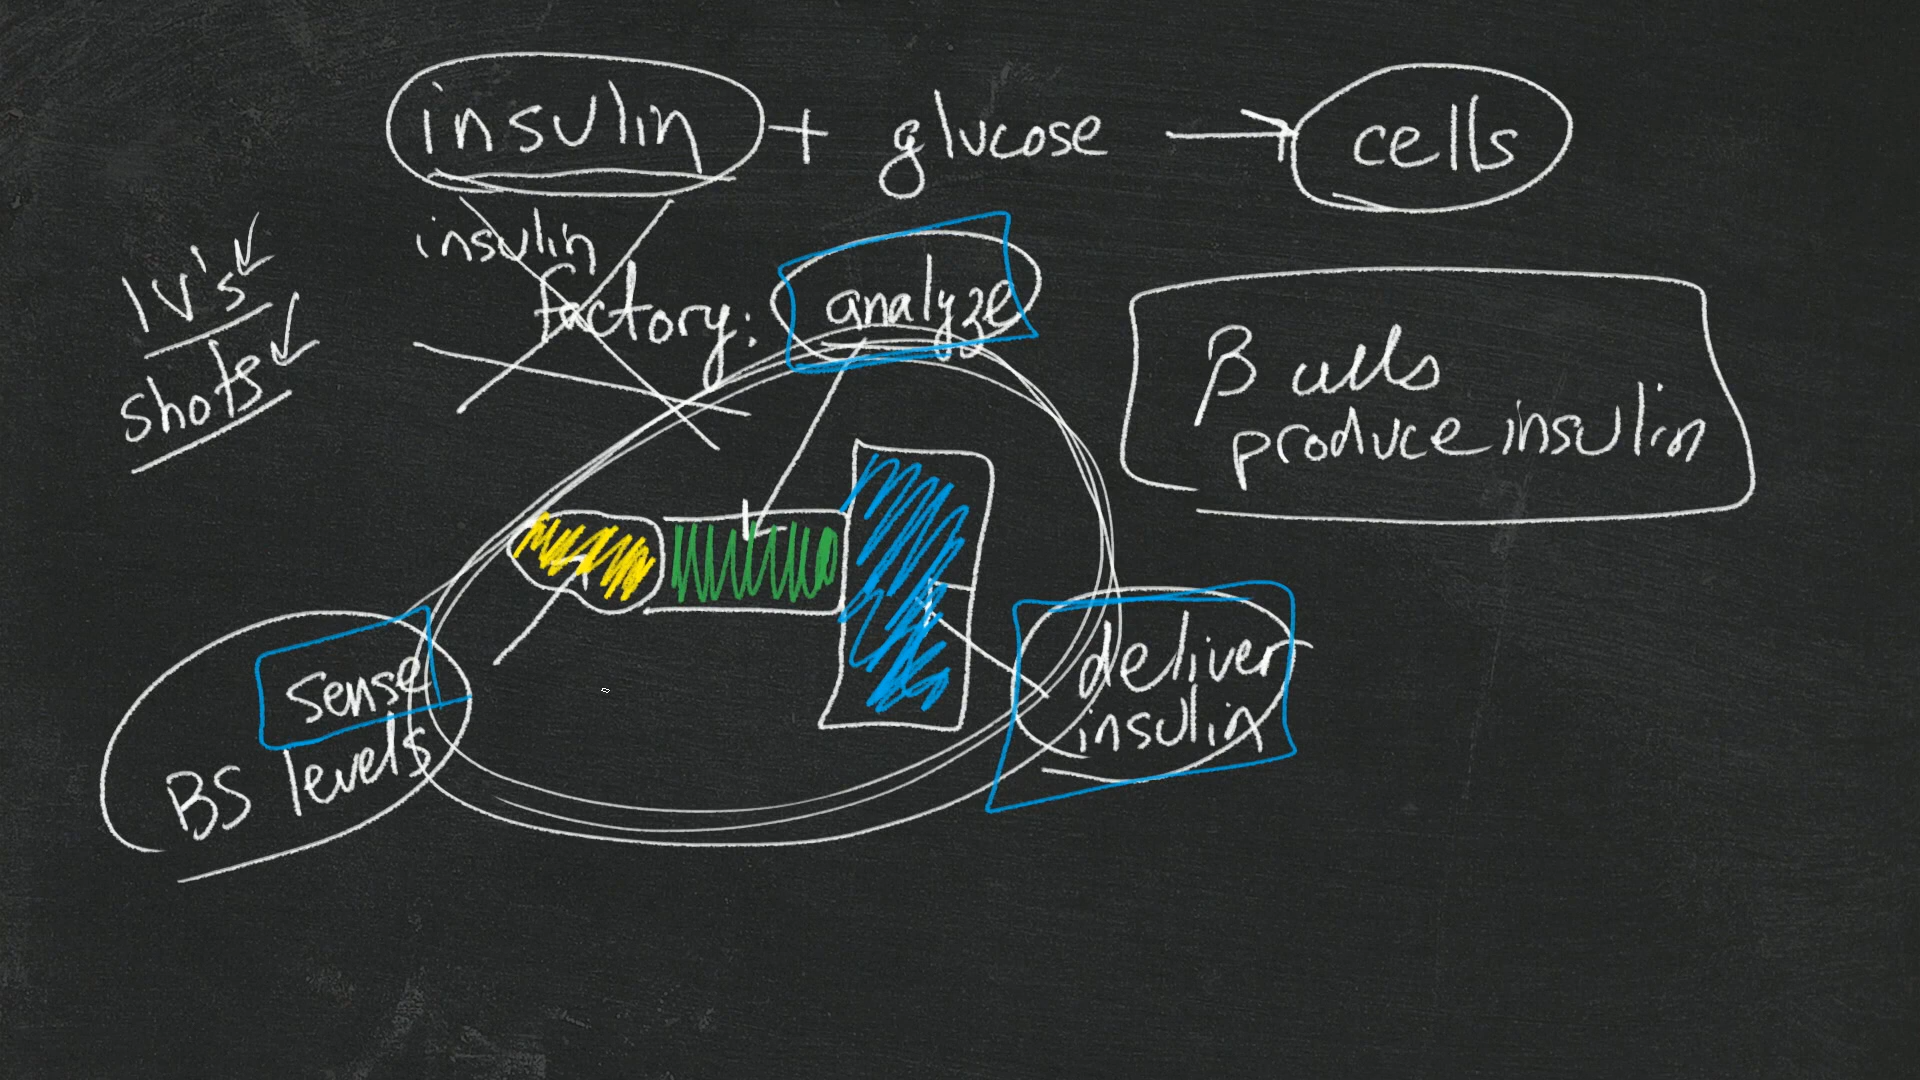 insulin + glucose → cells
IV's
shots
insulin
factory: analyze
β cells
produce insulin
sense
BS levels
deliver
insulin